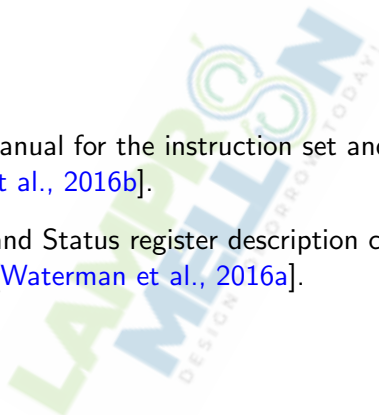 anual for the instruction set and
t al., 2016b].
nd Status register description c
Waterman et al., 2016a].
LAMPRO
MELLON
DESIGN TOMORROW TODAY!